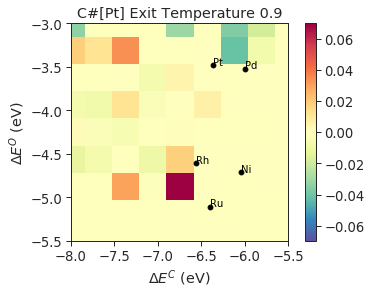 C#[Pt] Exit Temperature 0.9
−3.0
−3.5
−4.0
−4.5
−5.0
−5.5
ΔE^O (eV)
Pt
Pd
Rh
Ni
Ru
−8.0 −7.5 −7.0 −6.5 −6.0 −5.5
ΔE^C (eV)
0.06
0.04
0.02
0.00
−0.02
−0.04
−0.06